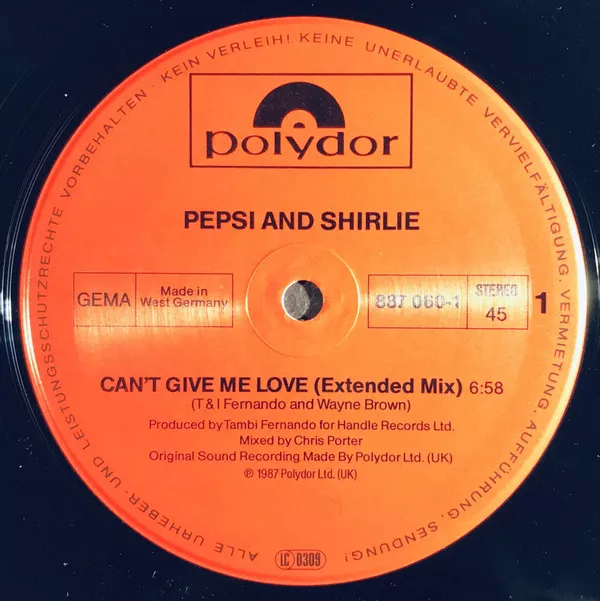 ALLE URHEBER- UND LEISTUNGSSCHUTZRECHTE VORBEHALTEN · KEIN VERLEIH! KEINE UNERLAUBTE VERVIELFÄLTIGUNG, VERMIETUNG, AUFFÜHRUNG, SENDUNG!
polydor
PEPSI AND SHIRLIE
GEMA
Made in
West Germany
887 060-1
STEREO
45
1
CAN'T GIVE ME LOVE (Extended Mix) 6:58
(T & I Fernando and Wayne Brown)
Produced by Tambi Fernando for Handle Records Ltd.
Mixed by Chris Porter
Original Sound Recording Made By Polydor Ltd. (UK)
℗ 1987 Polydor Ltd. (UK)
LC 0309